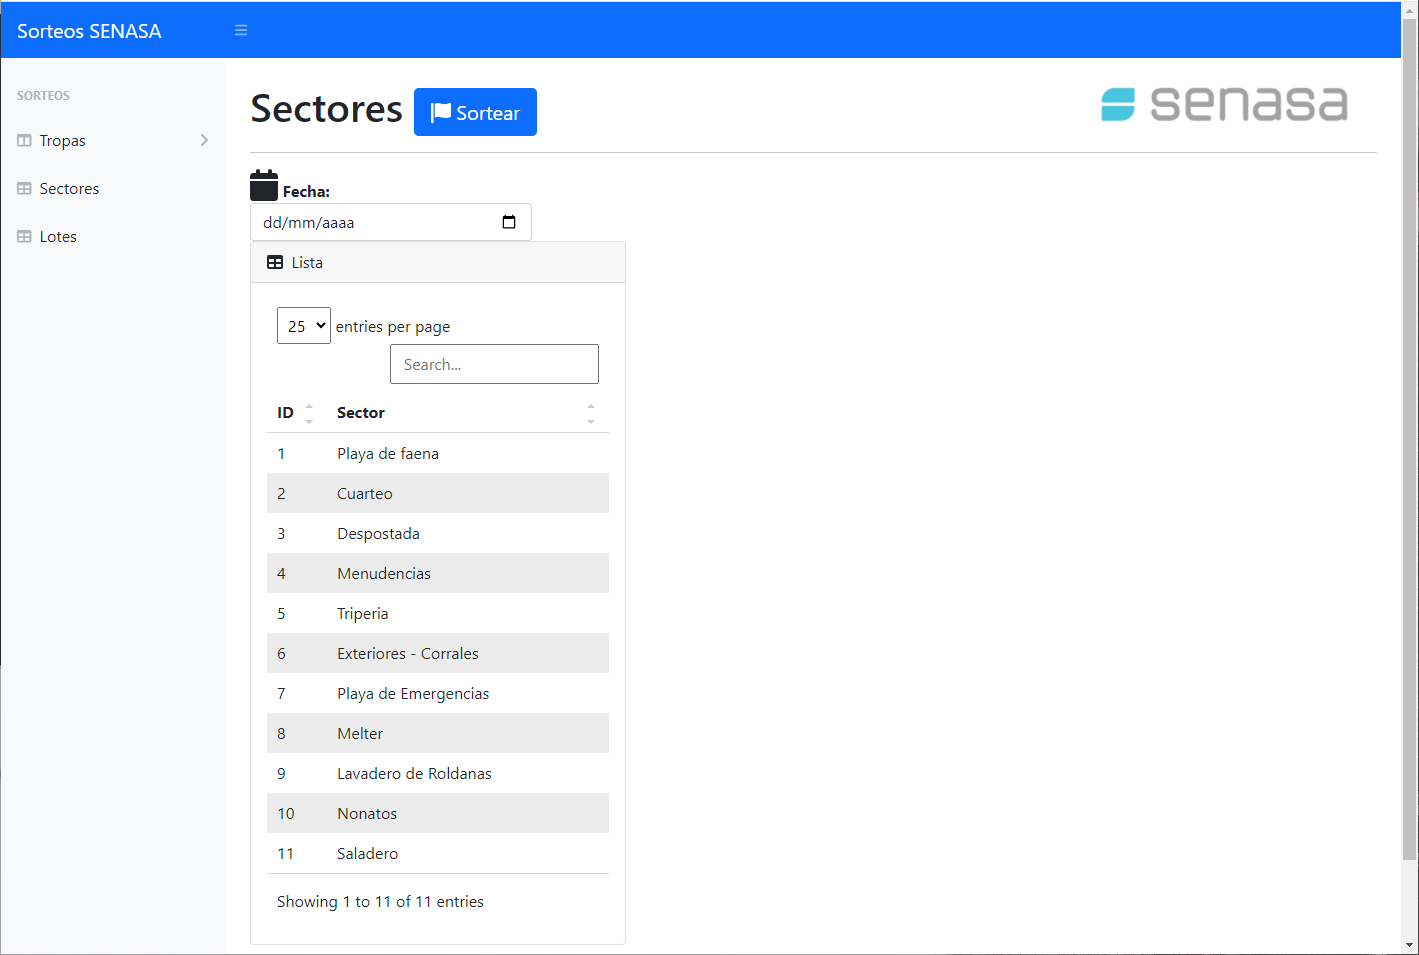 Sorteos SENASA
SORTEOS
Tropas
Sectores
Lotes
Sectores
Sortear
senasa
Fecha:
dd/mm/aaaa
Lista
25 entries per page
Search...
ID Sector
1 Playa de faena
2 Cuarteo
3 Despostada
4 Menudencias
5 Triperia
6 Exteriores - Corrales
7 Playa de Emergencias
8 Melter
9 Lavadero de Roldanas
10 Nonatos
11 Saladero
Showing 1 to 11 of 11 entries